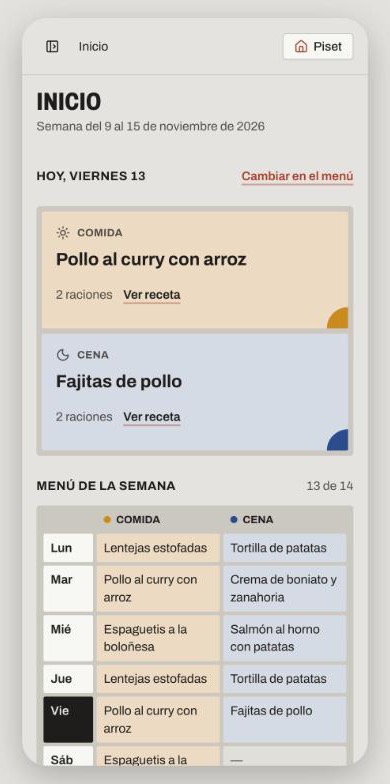 Inicio
Piset
INICIO
Semana del 9 al 15 de noviembre de 2026
HOY, VIERNES 13
Cambiar en el menú
COMIDA
Pollo al curry con arroz
2 raciones Ver receta
CENA
Fajitas de pollo
2 raciones Ver receta
MENÚ DE LA SEMANA
13 de 14
COMIDA CENA
Lun
Lentejas estofadas
Tortilla de patatas
Mar
Pollo al curry con
arroz
Crema de boniato y
zanahoria
Mié
Espaguetis a la
boloñesa
Salmón al horno
con patatas
Jue
Lentejas estofadas
Tortilla de patatas
Vie
Pollo al curry con
arroz
Fajitas de pollo
Sáb
Espaguetis a la
—